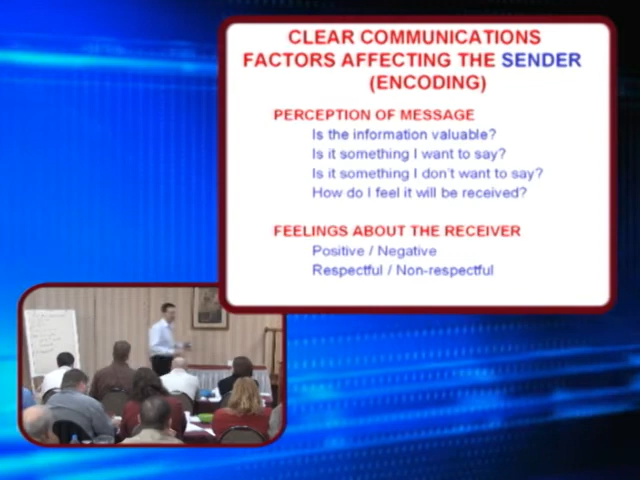 CLEAR COMMUNICATIONS
FACTORS AFFECTING THE SENDER
(ENCODING)
PERCEPTION OF MESSAGE
Is the information valuable?
Is it something I want to say?
Is it something I don't want to say?
How do I feel it will be received?
FEELINGS ABOUT THE RECEIVER
Positive / Negative
Respectful / Non-respectful